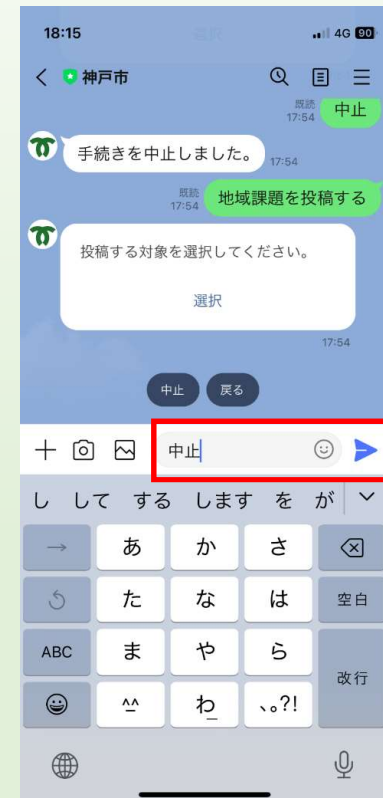 18:15
4G 90
神戸市
既読
17:54
中止
手続きを中止しました。
17:54
既読
17:54
地域課題を投稿する
投稿する対象を選択してください。
選択
17:54
中止 戻る
中止
し して する します を が
→ あ か さ
た な は 空白
ABC ま や ら
改行
^^ わ 、。?!